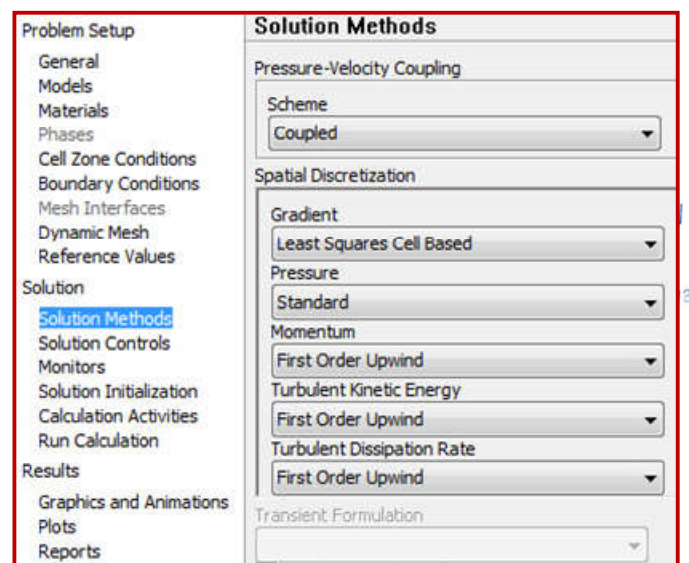 Problem Setup
General
Models
Materials
Phases
Cell Zone Conditions
Boundary Conditions
Mesh Interfaces
Dynamic Mesh
Reference Values
Solution
Solution Methods
Solution Controls
Monitors
Solution Initialization
Calculation Activities
Run Calculation
Results
Graphics and Animations
Plots
Reports
Solution Methods
Pressure-Velocity Coupling
Scheme
Coupled
Spatial Discretization
Gradient
Least Squares Cell Based
Pressure
Standard
Momentum
First Order Upwind
Turbulent Kinetic Energy
First Order Upwind
Turbulent Dissipation Rate
First Order Upwind
Transient Formulation